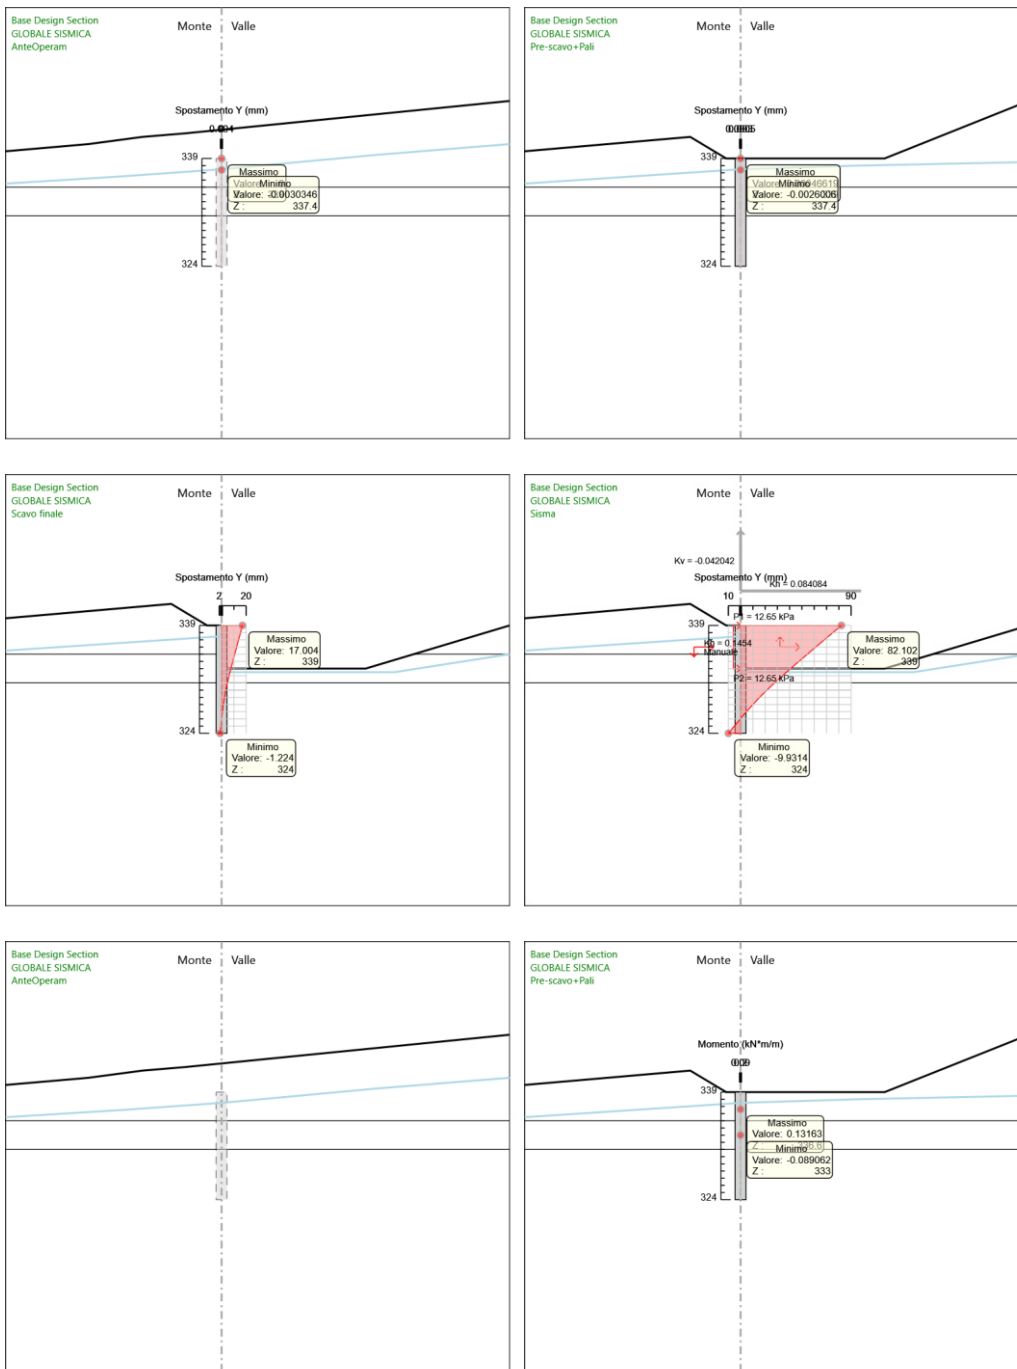 Base Design Section
GLOBALE SISMICA
AnteOperam
Monte
Valle
Spostamento Y (mm)
339
Massimo
Valore
Minimo
Valore: -0.0030346
Z : 337.4
324
Base Design Section
GLOBALE SISMICA
Pre-scavo+Pali
Monte
Valle
Spostamento Y (mm)
339
Massimo
Minimo
Valore: -0.0026006
Z : 337.4
324
Base Design Section
GLOBALE SISMICA
Scavo finale
Monte
Valle
Spostamento Y (mm)
2 20
339
Massimo
Valore: 17.004
Z : 339
324
Minimo
Valore: -1.224
Z : 324
Base Design Section
GLOBALE SISMICA
Sisma
Monte
Valle
Kv = -0.042042
Spostamento Y (mm)
Kh = 0.084084
10 90
P1 = 12.65 kPa
339
Manuale
Massimo
Valore: 82.102
Z : 339
P2 = 12.65 kPa
324
Minimo
Valore: -9.9314
Z : 324
Base Design Section
GLOBALE SISMICA
AnteOperam
Monte
Valle
Base Design Section
GLOBALE SISMICA
Pre-scavo+Pali
Monte
Valle
Momento (kN*m/m)
339
Massimo
Valore: 0.13163
Z : 336.6
Minimo
Valore: -0.089062
Z : 333
324